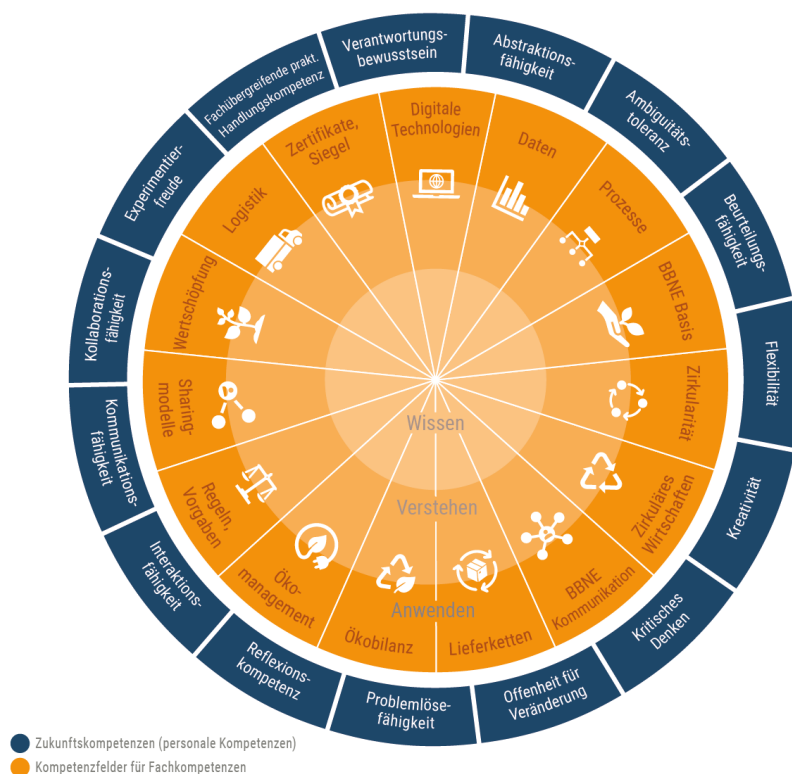 Verantwortungs-
bewusstsein
Abstraktions-
fähigkeit
Ambiguitäts-
toleranz
Beurteilungs-
fähigkeit
Flexibilität
Kreativität
Kritisches
Denken
Offenheit für
Veränderung
Problemlöse-
fähigkeit
Reflexions-
kompetenz
Interaktions-
fähigkeit
Kommunikations-
fähigkeit
Kollaborations-
fähigkeit
Experimentier-
freude
Fachübergreifende prakt.
Handlungskompetenz
Digitale
Technologien
Daten
Prozesse
BBNE Basis
Zirkularität
Zirkuläres
Wirtschaften
BBNE
Kommunikation
Lieferketten
Ökobilanz
Öko-
management
Regeln,
Vorgaben
Sharing-
modelle
Wertschöpfung
Logistik
Zertifikate,
Siegel
Wissen
Verstehen
Anwenden
Zukunftskompetenzen (personale Kompetenzen)
Kompetenzfelder für Fachkompetenzen